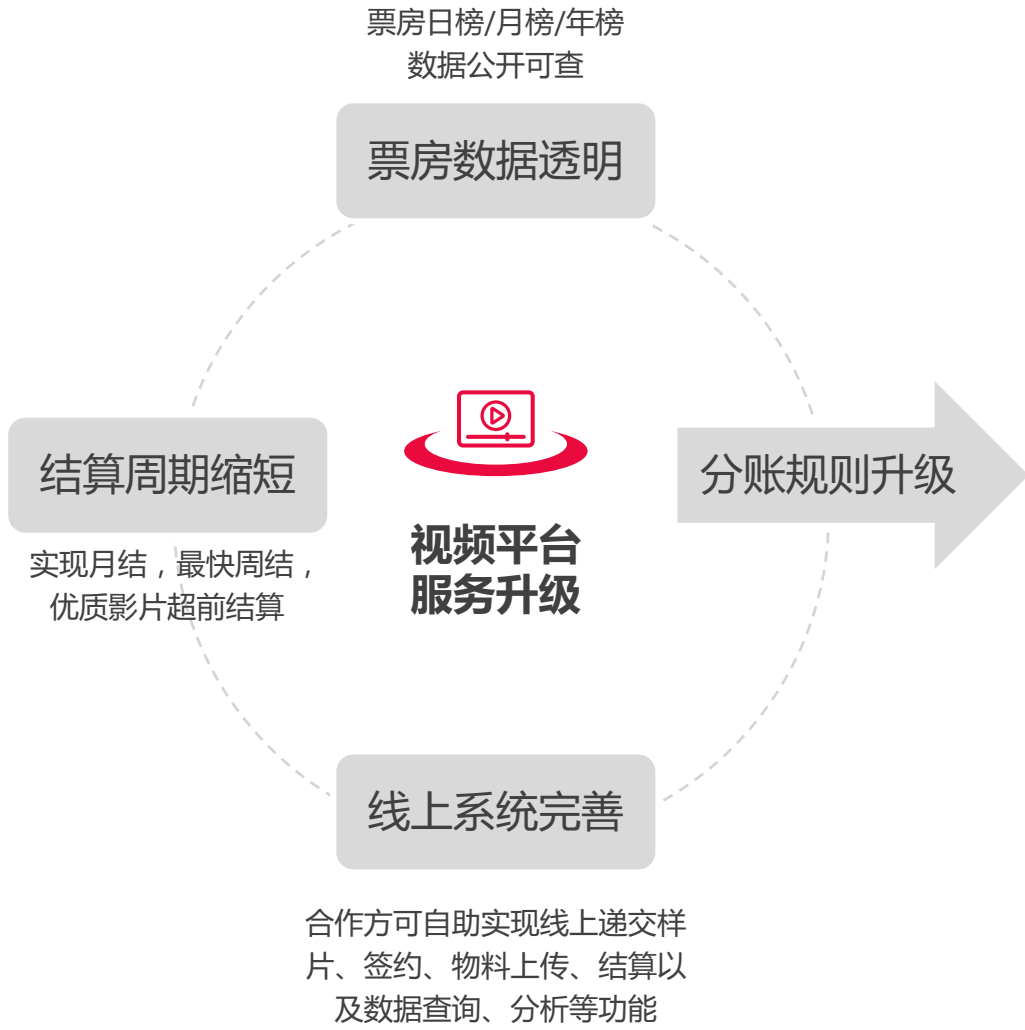 票房日榜/月榜/年榜
数据公开可查
票房数据透明
结算周期缩短
实现月结，最快周结，
优质影片超前结算
视频平台
服务升级
分账规则升级
线上系统完善
合作方可自助实现线上递交样
片、签约、物料上传、结算以
及数据查询、分析等功能